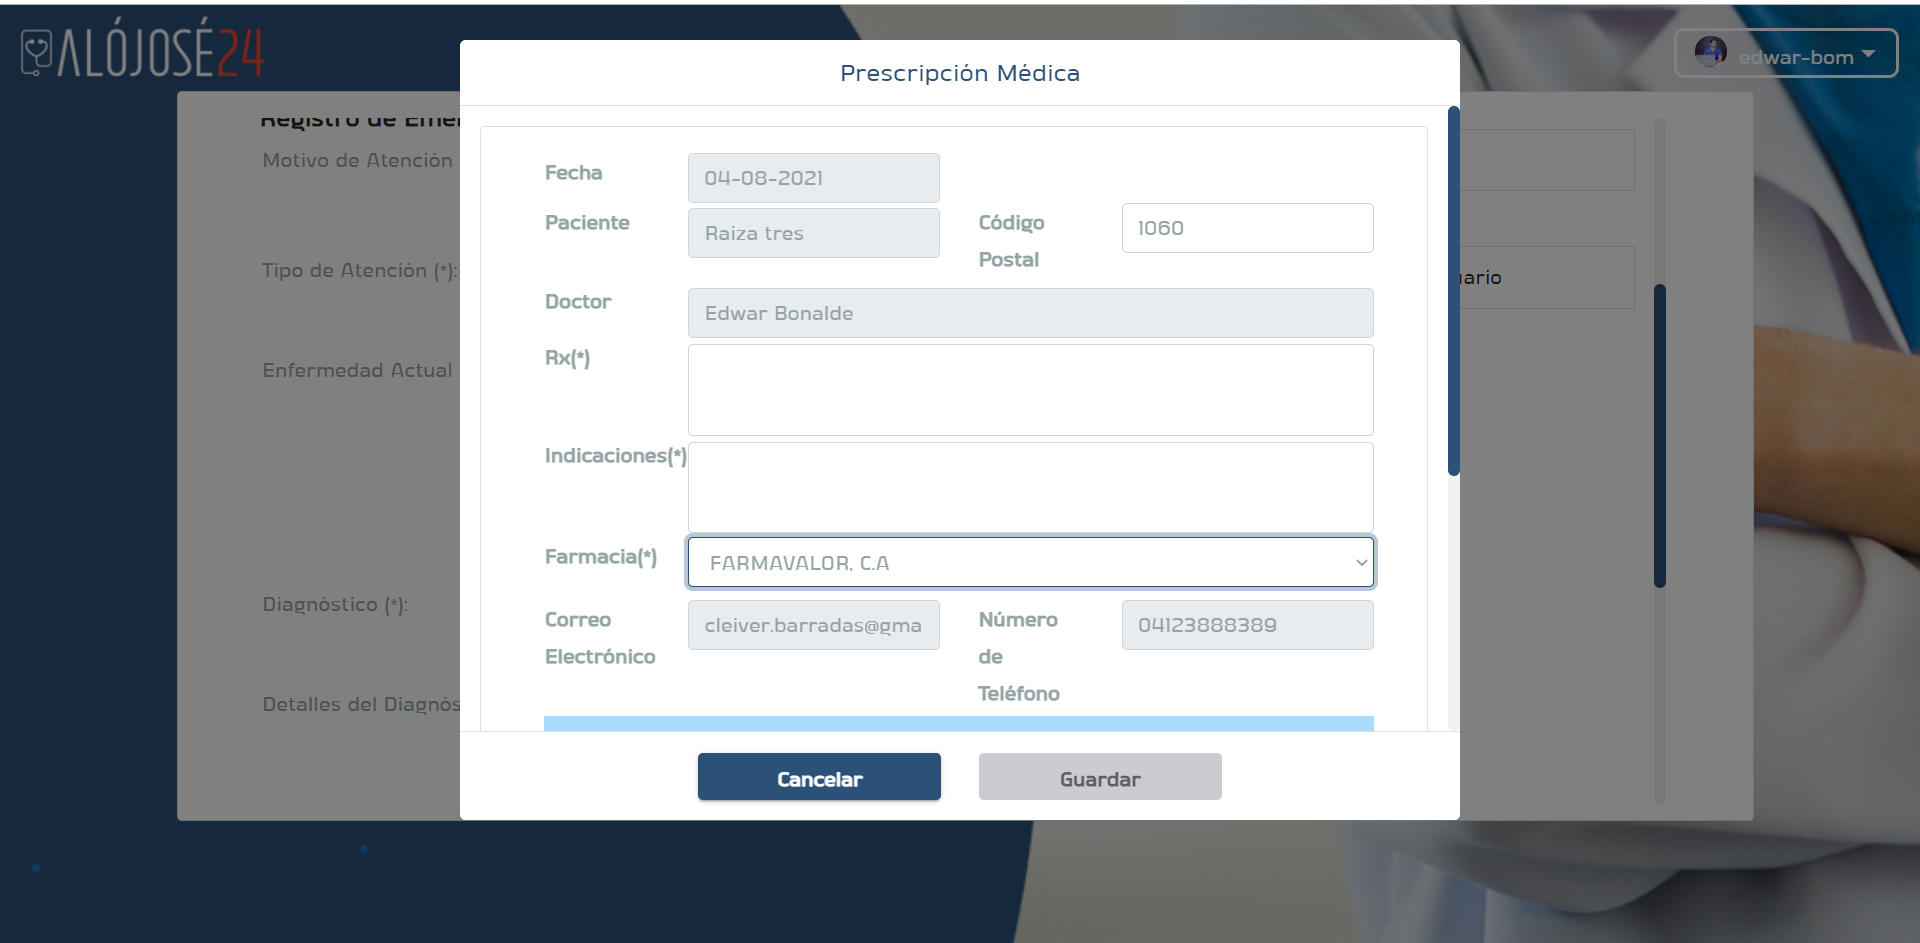 ALÓJOSÉ24
edwar-bom
Prescripción Médica
Registro de Emer
Motivo de Atención
Tipo de Atención (*):
uario
Enfermedad Actual
Diagnóstico (*):
Detalles del Diagnós
Fecha
04-08-2021
Paciente
Raiza tres
Código
Postal
1060
Doctor
Edwar Bonalde
Rx(*)
Indicaciones(*)
Farmacia(*)
FARMAVALOR, C.A
Correo
Electrónico
cleiver.barradas@gma
Número
de
Teléfono
04123888389
Cancelar
Guardar